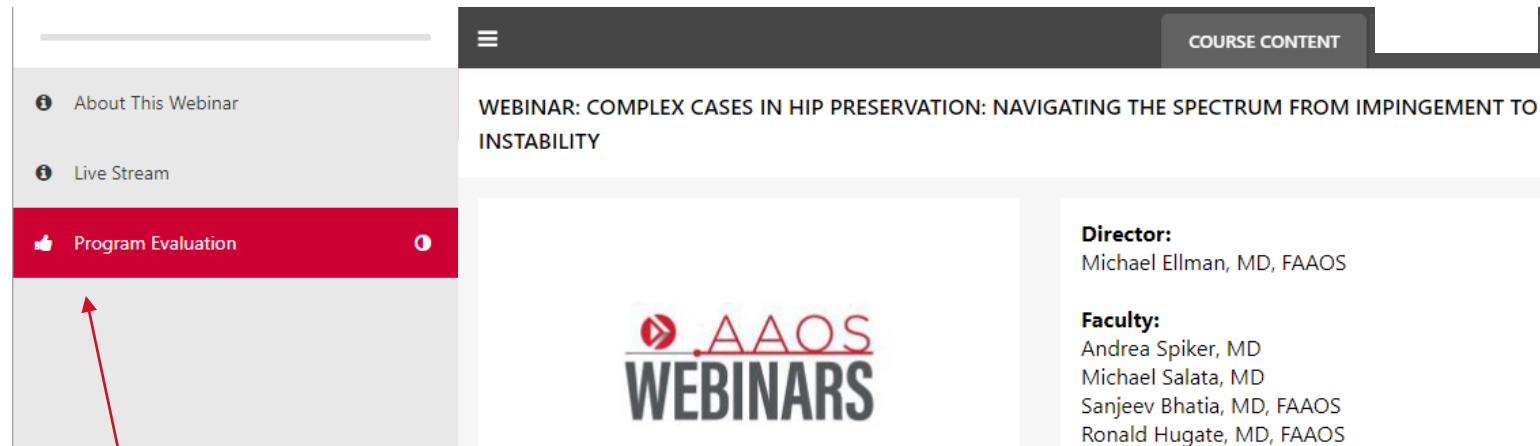 About This Webinar
Live Stream
Program Evaluation
COURSE CONTENT
WEBINAR: COMPLEX CASES IN HIP PRESERVATION: NAVIGATING THE SPECTRUM FROM IMPINGEMENT TO
INSTABILITY
AAOS
WEBINARS
Director:
Michael Ellman, MD, FAAOS
Faculty:
Andrea Spiker, MD
Michael Salata, MD
Sanjeev Bhatia, MD, FAAOS
Ronald Hugate, MD, FAAOS